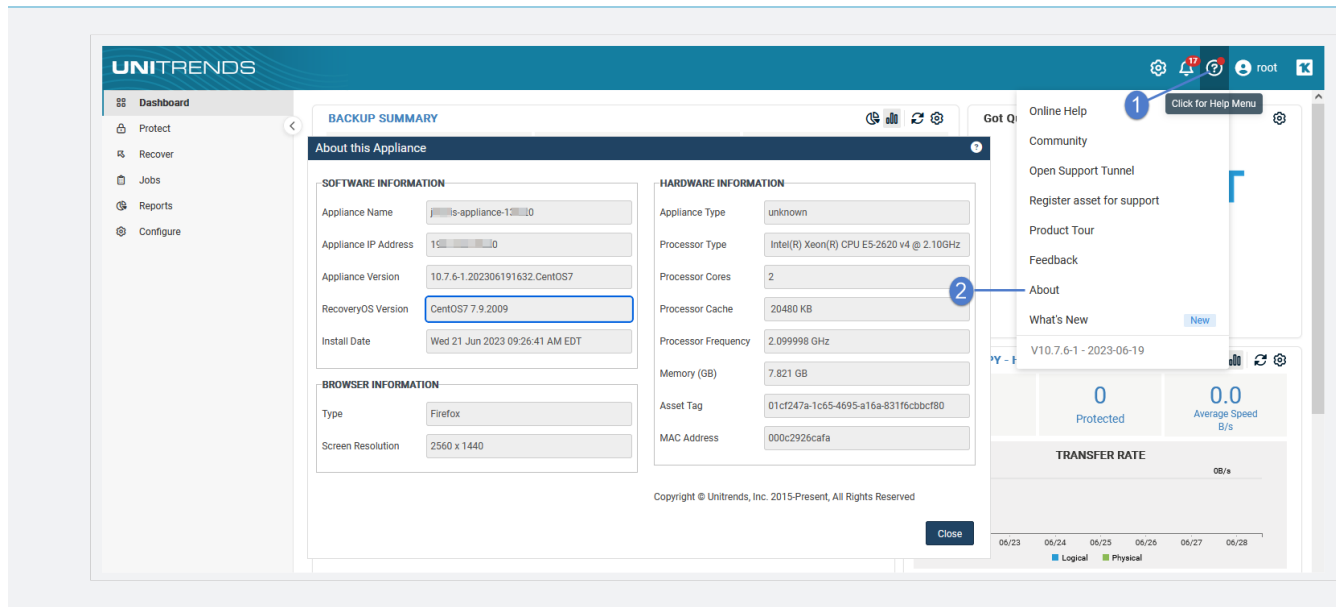 UNITRENDS
17
root
Dashboard
Protect
Recover
Jobs
Reports
Configure
BACKUP SUMMARY
Got Q
1
Click for Help Menu
Online Help
Community
Open Support Tunnel
Register asset for support
Product Tour
Feedback
2
About
What's New
New
V10.7.6-1 - 2023-06-19
About this Appliance
SOFTWARE INFORMATION
Appliance Name
is-appliance-1
Appliance IP Address
19
0
Appliance Version
10.7.6-1.202306191632.CentOS7
RecoveryOS Version
CentOS7 7.9.2009
Install Date
Wed 21 Jun 2023 09:26:41 AM EDT
BROWSER INFORMATION
Type
Firefox
Screen Resolution
2560 x 1440
HARDWARE INFORMATION
Appliance Type
unknown
Processor Type
Intel(R) Xeon(R) CPU E5-2620 v4 @ 2.10GHz
Processor Cores
2
Processor Cache
20480 KB
Processor Frequency
2.099998 GHz
Memory (GB)
7.821 GB
Asset Tag
01cf247a-1c65-4695-a16a-831f6cbbcf80
MAC Address
000c2926cafa
Copyright © Unitrends, Inc. 2015-Present, All Rights Reserved
Close
PY - H
0
Protected
0.0
Average Speed
B/s
TRANSFER RATE
0B/s
06/23 06/24 06/25 06/26 06/27 06/28
Logical Physical